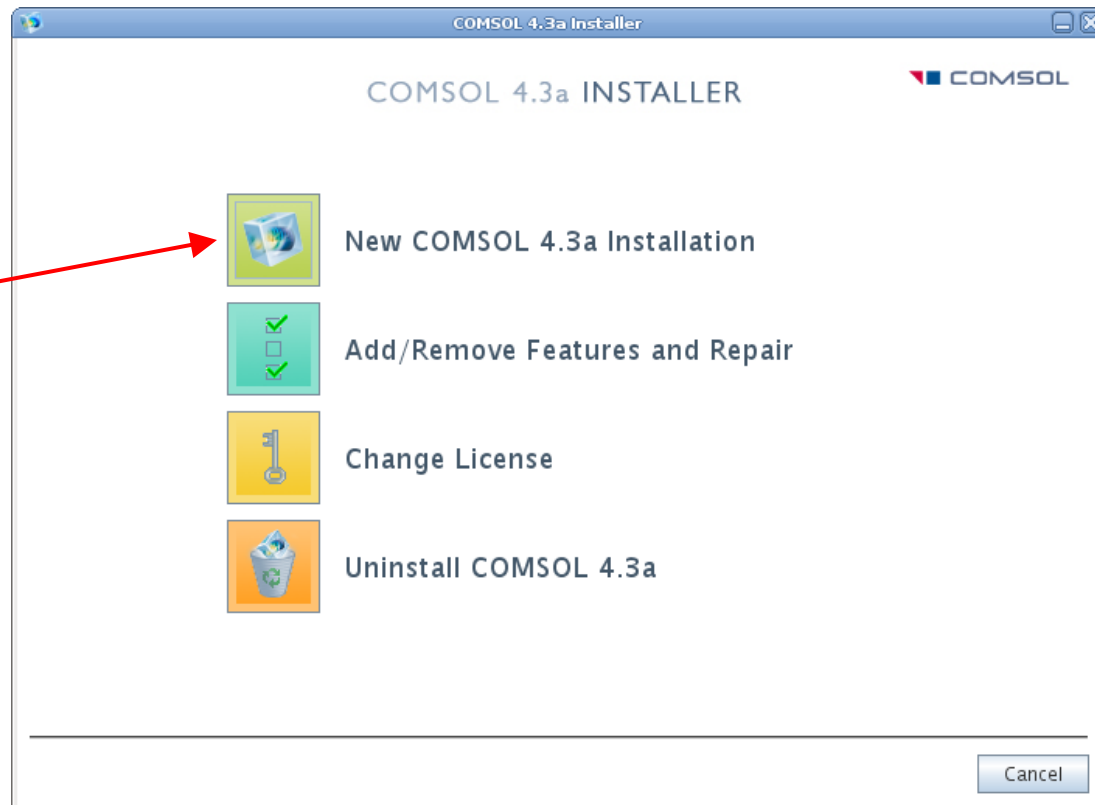 COMSOL 4.3a Installer
COMSOL 4.3a INSTALLER
COMSOL
New COMSOL 4.3a Installation
Add/Remove Features and Repair
Change License
Uninstall COMSOL 4.3a
Cancel